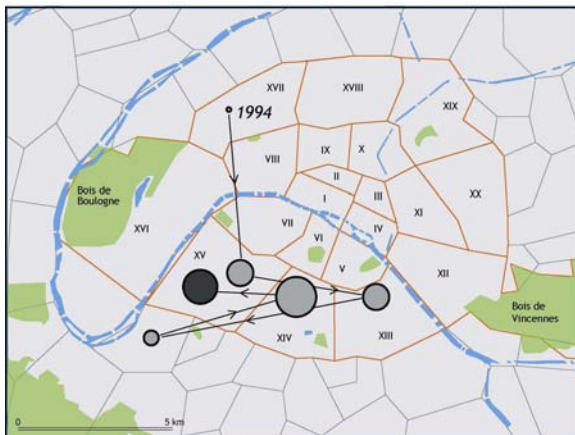 XVII
XVIII
XIX
1994
IX
X
VIII
II
XX
Bois de
Boulogne
III
I
XI
XVI
VII
IV
VI
XV
V
XII
Bois de
Vincennes
XIV
XIII
0
5 km